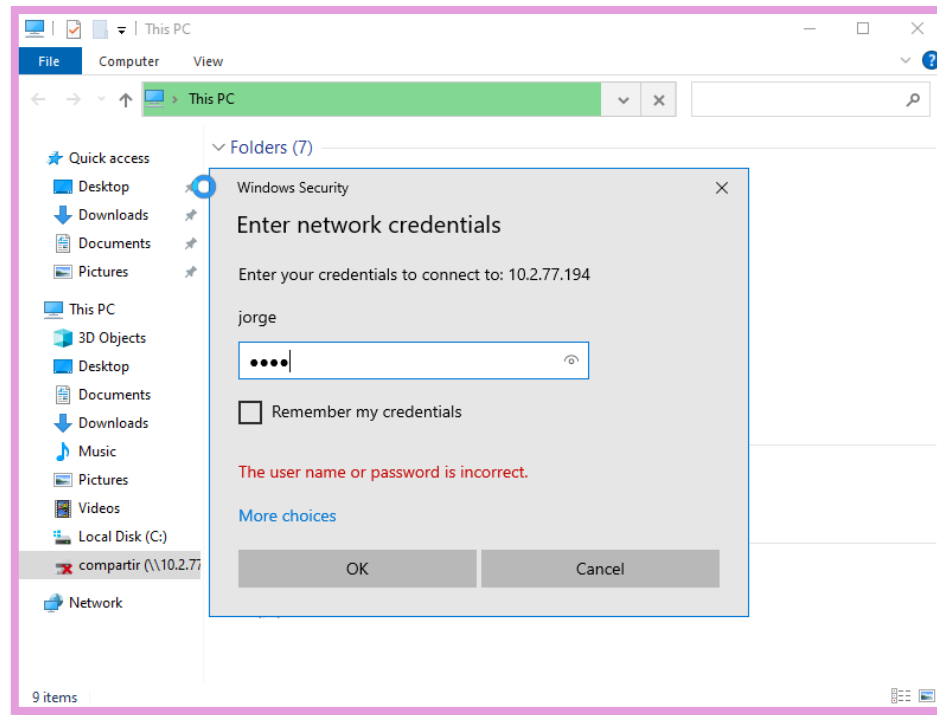 This PC
File Computer View
This PC
Folders (7)
Quick access
Desktop
Downloads
Documents
Pictures
This PC
3D Objects
Desktop
Documents
Downloads
Music
Pictures
Videos
Local Disk (C:)
compartir (\\10.2.77
Network
Windows Security
Enter network credentials
Enter your credentials to connect to: 10.2.77.194
jorge
••••
Remember my credentials
The user name or password is incorrect.
More choices
OK Cancel
9 items